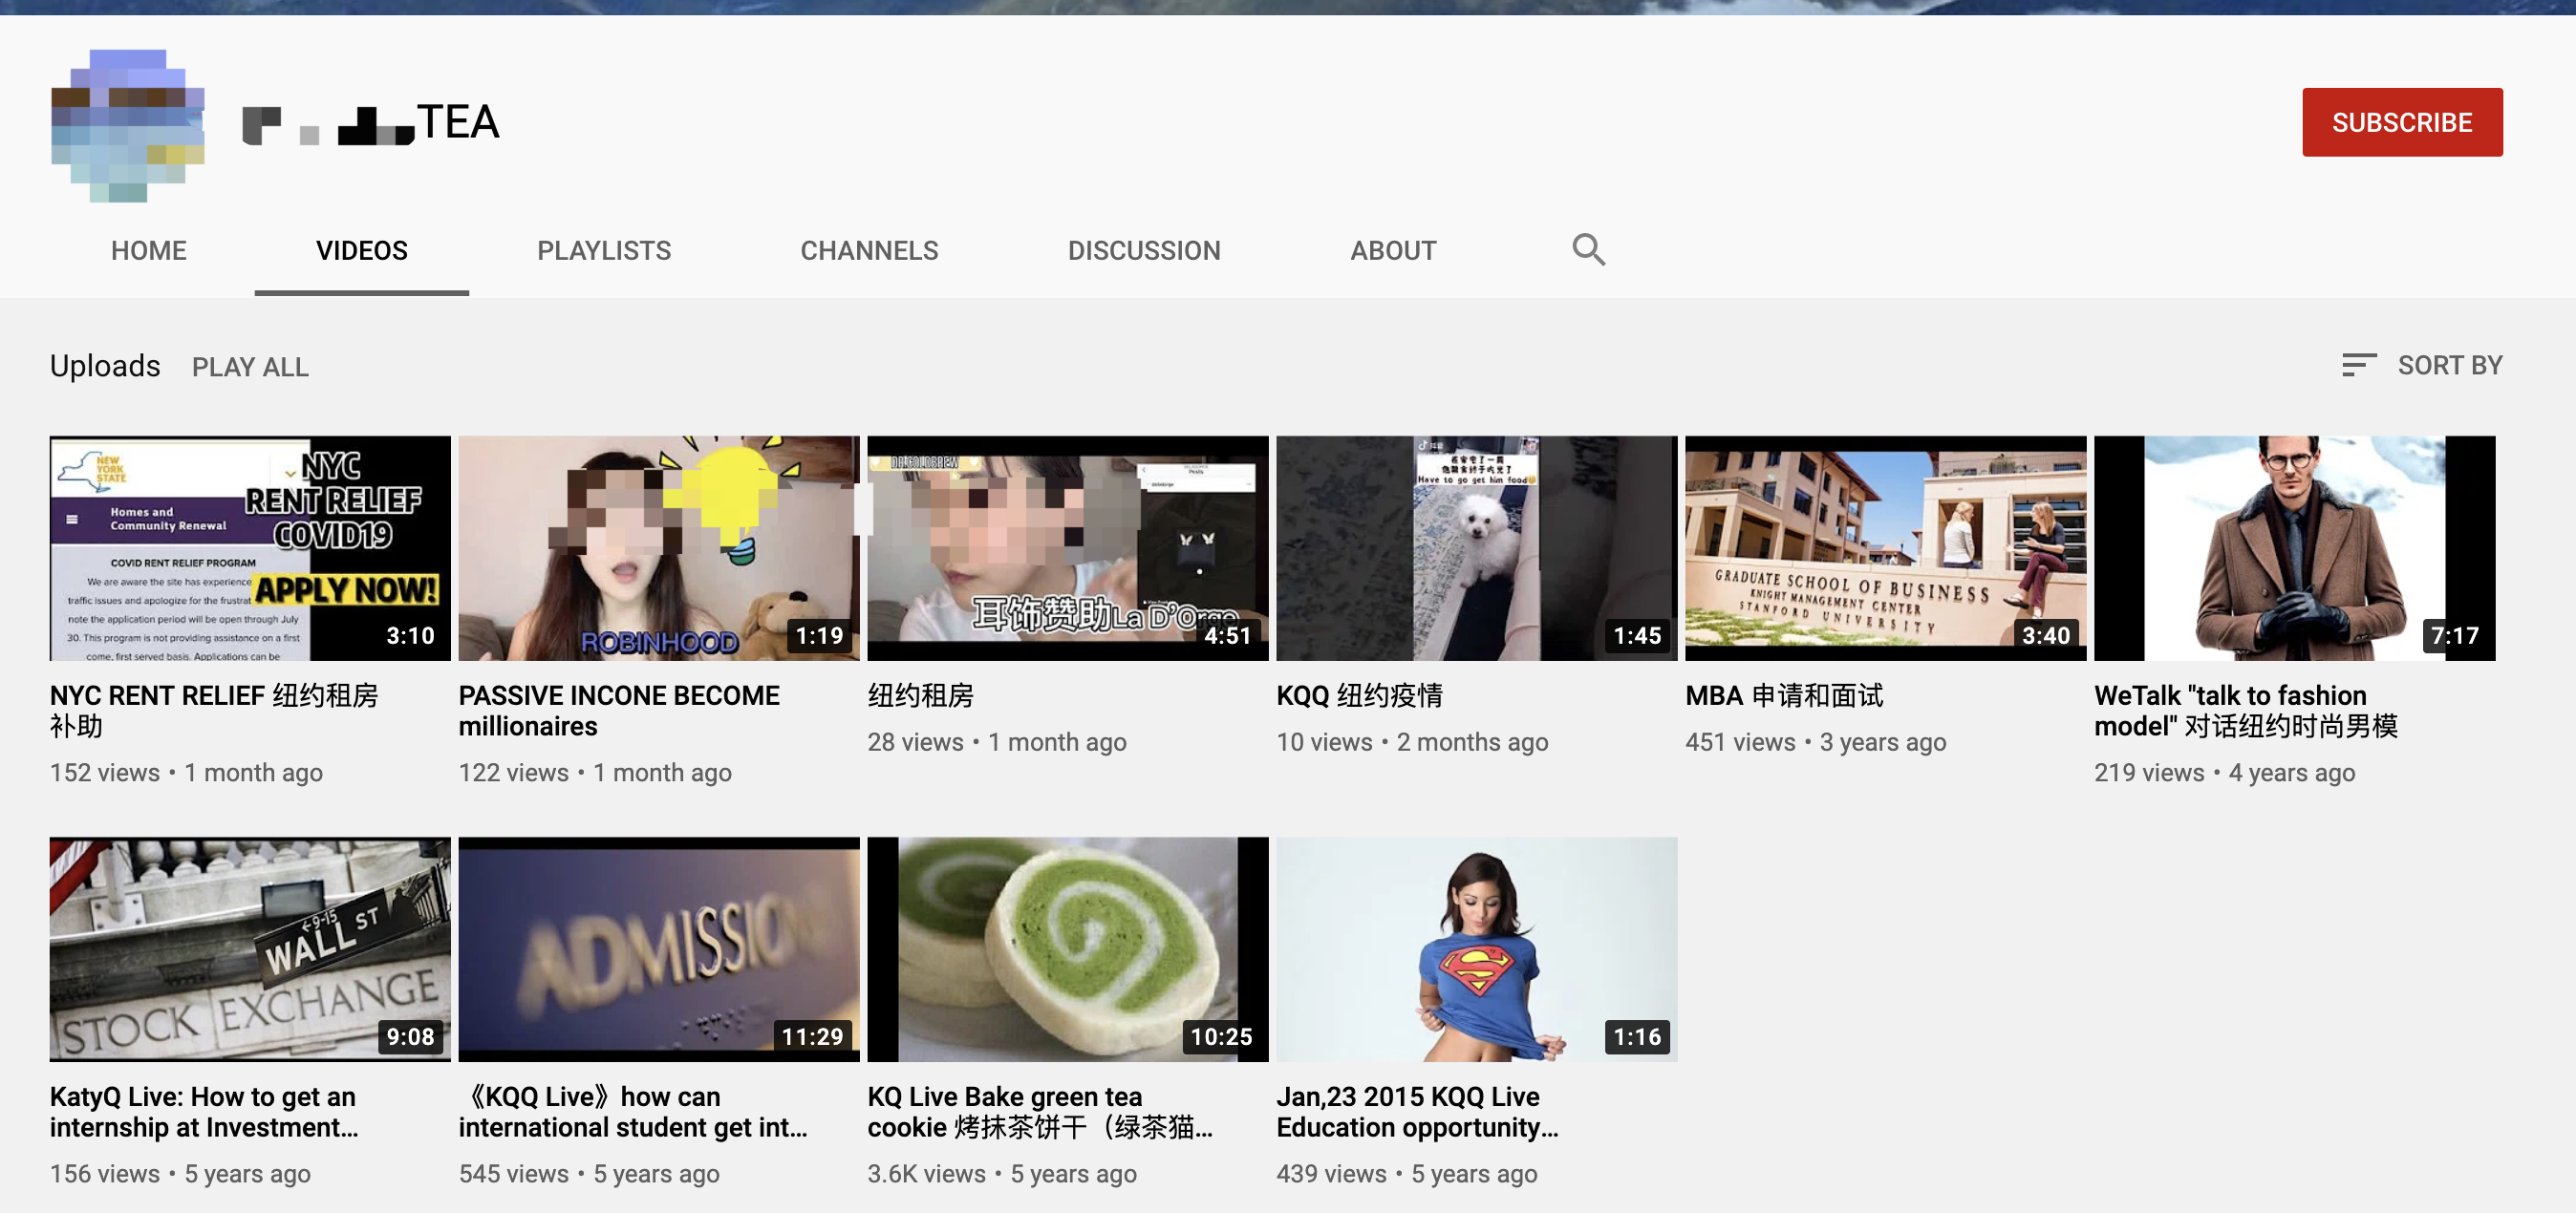 TEA
SUBSCRIBE
HOME
VIDEOS
PLAYLISTS
CHANNELS
DISCUSSION
ABOUT
Uploads
PLAY ALL
SORT BY
NEW
YORK
STATE
NYC
RENT RELIEF
COVID19
Homes and
Community Renewal
COVID RENT RELIEF PROGRAM
We are aware the site has experience
traffic issues and apologize for the frustrat
APPLY NOW!
note the application period will be open through July
30. This program is not providing assistance on a first
come, first served basis. Applications can be
3:10
ROBINHOOD
1:19
Posts
耳饰赞助La D'Orge
4:51
在安宅了一周
Have to go get him food
1:45
GRADUATE SCHOOL OF BUSINESS
KNIGHT MANAGEMENT CENTER
STANFORD UNIVERSITY
3:40
7:17
NYC RENT RELIEF 纽约租房
补助
152 views • 1 month ago
PASSIVE INCONE BECOME
millionaires
122 views • 1 month ago
纽约租房
28 views • 1 month ago
KQQ 纽约疫情
10 views • 2 months ago
MBA 申请和面试
451 views • 3 years ago
WeTalk "talk to fashion
model" 对话纽约时尚男模
219 views • 4 years ago
9-15
WALL ST
STOCK EXCHANGE
9:08
ADMISSIO
11:29
10:25
1:16
KatyQ Live: How to get an
internship at Investment...
156 views • 5 years ago
《KQQ Live》how can
international student get int...
545 views • 5 years ago
KQ Live Bake green tea
cookie 烤抹茶饼干（绿茶猫...
3.6K views • 5 years ago
Jan,23 2015 KQQ Live
Education opportunity...
439 views • 5 years ago